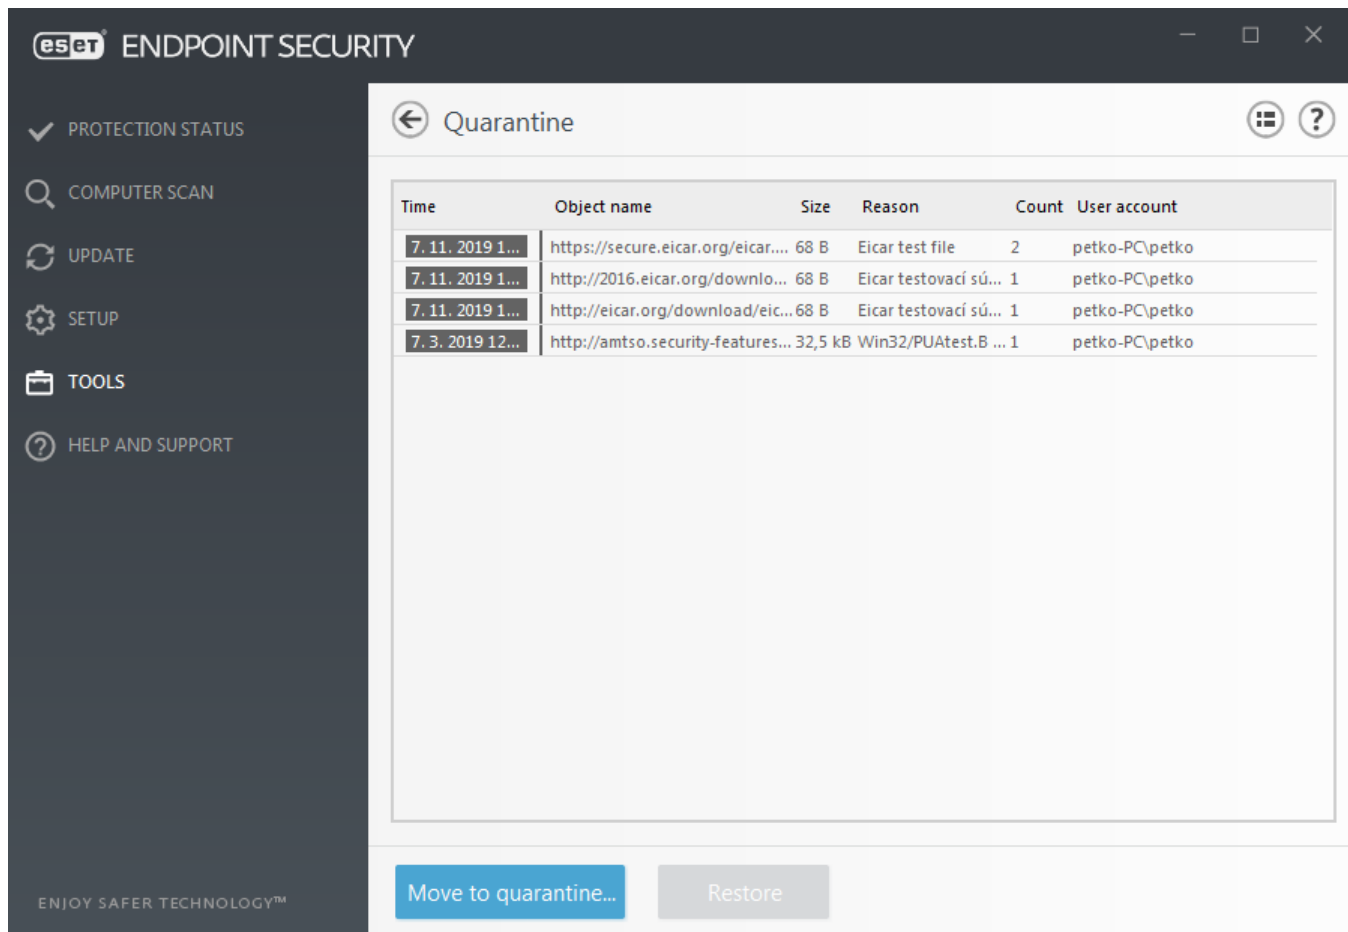 eset ENDPOINT SECURITY
PROTECTION STATUS
COMPUTER SCAN
UPDATE
SETUP
TOOLS
HELP AND SUPPORT
ENJOY SAFER TECHNOLOGY™
Quarantine
?
Time Object name Size Reason Count User account
7. 11. 2019 1... https://secure.eicar.org/eicar.... 68 B Eicar test file 2 petko-PC\petko
7. 11. 2019 1... http://2016.eicar.org/downlo... 68 B Eicar testovací sú... 1 petko-PC\petko
7. 11. 2019 1... http://eicar.org/download/eic... 68 B Eicar testovací sú... 1 petko-PC\petko
7. 3. 2019 12... http://amtso.security-features... 32,5 kB Win32/PUAtest.B ... 1 petko-PC\petko
Move to quarantine... Restore